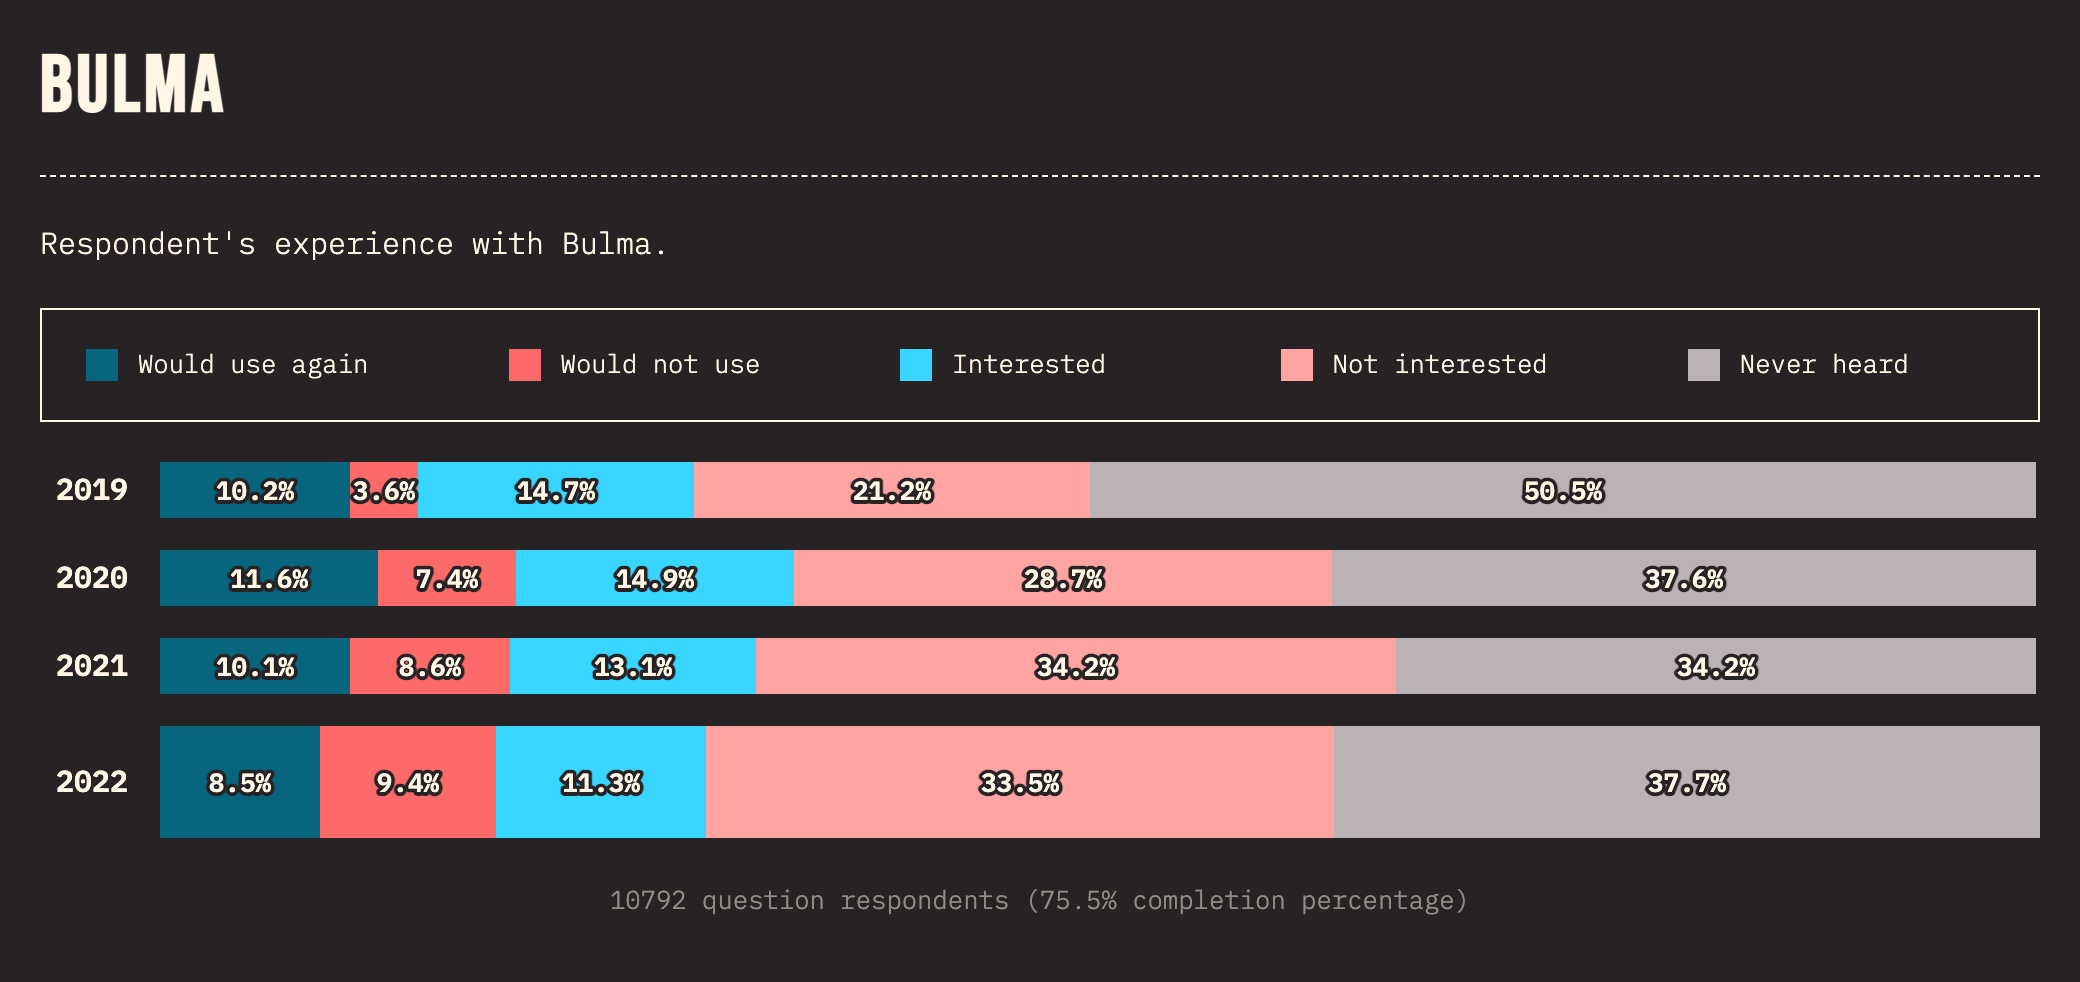 BULMA
Respondent's experience with Bulma.
Would use again Would not use Interested Not interested Never heard
2019 10.2% 3.6% 14.7% 21.2% 50.5%
2020 11.6% 7.4% 14.9% 28.7% 37.6%
2021 10.1% 8.6% 13.1% 34.2% 34.2%
2022 8.5% 9.4% 11.3% 33.5% 37.7%
10792 question respondents (75.5% completion percentage)